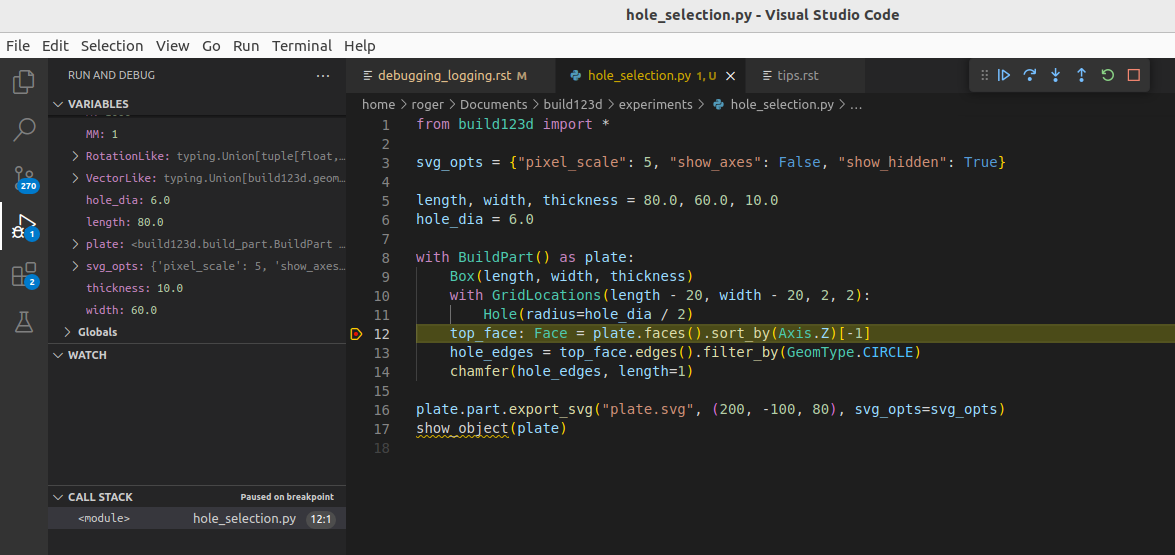 hole_selection.py - Visual Studio Code
File Edit Selection View Go Run Terminal Help
RUN AND DEBUG ...
VARIABLES
MM: 1
RotationLike: typing.Union[tuple[float,...
VectorLike: typing.Union[build123d.geom...
hole_dia: 6.0
length: 80.0
plate: <build123d.build_part.BuildPart ...
svg_opts: {'pixel_scale': 5, 'show_axes...
thickness: 10.0
width: 60.0
Globals
WATCH
CALL STACK Paused on breakpoint
<module> hole_selection.py 12:1
270
1
2
debugging_logging.rst M
hole_selection.py 1, U
tips.rst
home > roger > Documents > build123d > experiments > hole_selection.py > ...
1 from build123d import *
2
3 svg_opts = {"pixel_scale": 5, "show_axes": False, "show_hidden": True}
4
5 length, width, thickness = 80.0, 60.0, 10.0
6 hole_dia = 6.0
7
8 with BuildPart() as plate:
9     Box(length, width, thickness)
10     with GridLocations(length - 20, width - 20, 2, 2):
11         Hole(radius=hole_dia / 2)
12     top_face: Face = plate.faces().sort_by(Axis.Z)[-1]
13     hole_edges = top_face.edges().filter_by(GeomType.CIRCLE)
14     chamfer(hole_edges, length=1)
15
16 plate.part.export_svg("plate.svg", (200, -100, 80), svg_opts=svg_opts)
17 show_object(plate)
18